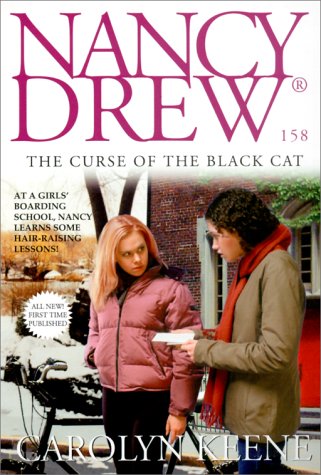 NANCY
DREW®
158
THE CURSE OF THE BLACK CAT
AT A GIRLS'
BOARDING
SCHOOL, NANCY
LEARNS SOME
HAIR-RAISING
LESSONS!
ALL NEW!
FIRST TIME
PUBLISHED
CAROLYN KEENE